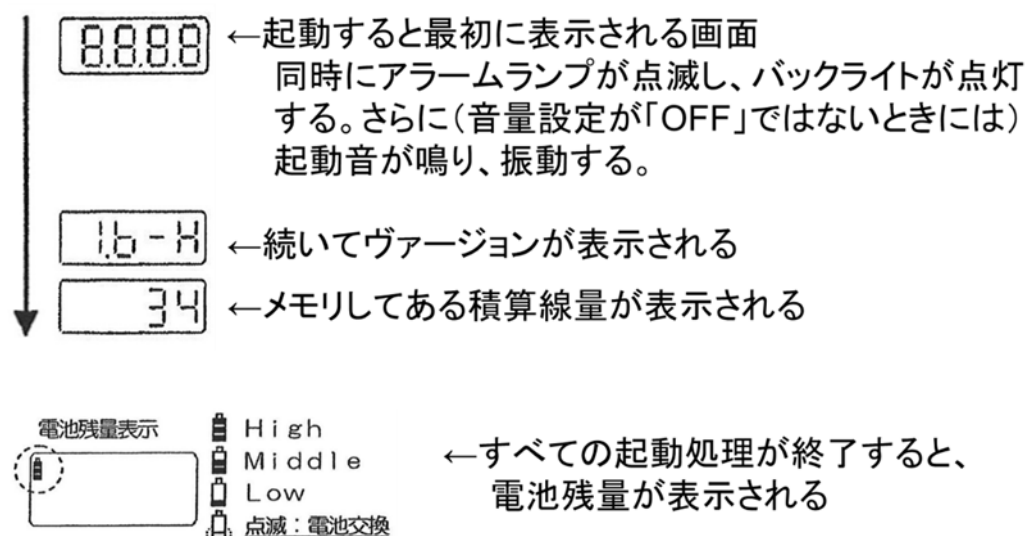 8.8.8.8 ←起動すると最初に表示される画面
同時にアラームランプが点滅し、バックライトが点灯
する。さらに(音量設定が「OFF」ではないときには)
起動音が鳴り、振動する。
1.b-H ←続いてヴァージョンが表示される
34 ←メモリしてある積算線量が表示される
電池残量表示
High
Middle
Low
点滅：電池交換
←すべての起動処理が終了すると、
電池残量が表示される